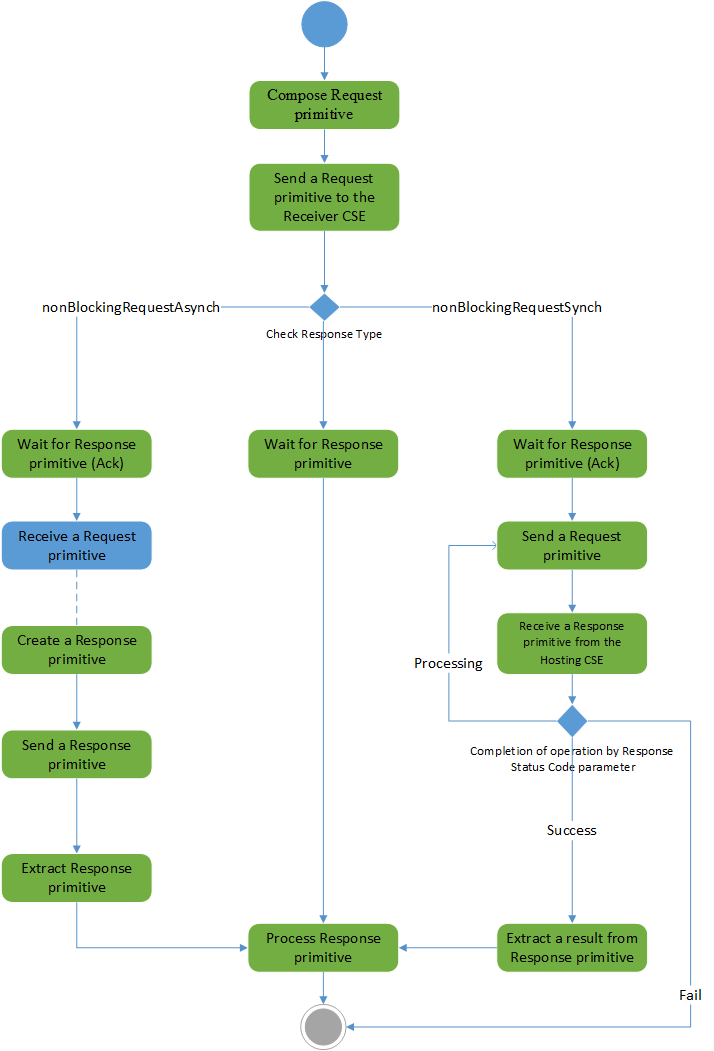 Compose Request
primitive
Send a Request
primitive to the
Receiver CSE
nonBlockingRequestAsynch
nonBlockingRequestSynch
Check Response Type
Wait for Response
primitive (Ack)
Wait for Response
primitive
Wait for Response
primitive (Ack)
Receive a Request
primitive
Send a Request
primitive
Create a Response
primitive
Receive a Response
primitive from the
Hosting CSE
Processing
Send a Response
primitive
Completion of operation by Response
Status Code parameter
Success
Extract Response
primitive
Process Response
primitive
Extract a result from
Response primitive
Fail